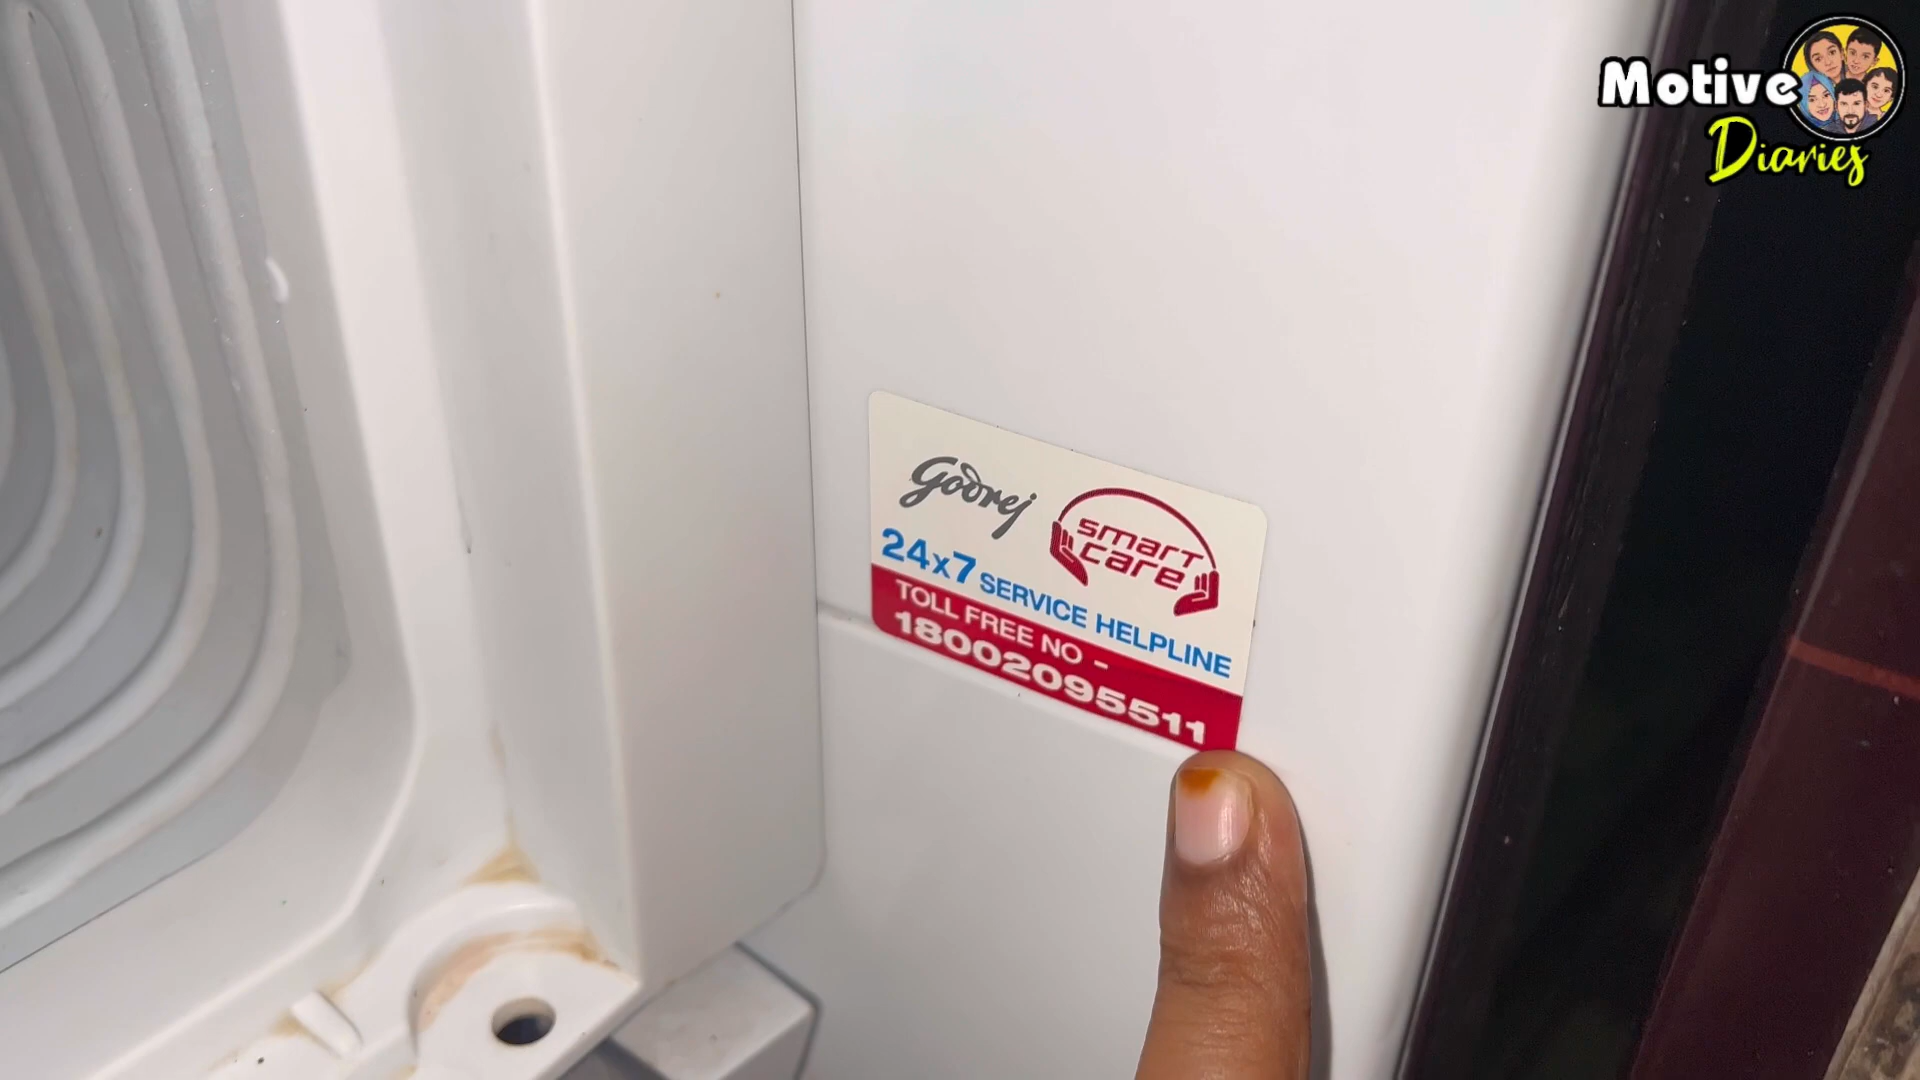 Motive
Diaries
Godrej
smart
care
24x7 SERVICE HELPLINE
TOLL FREE NO -
18002095511